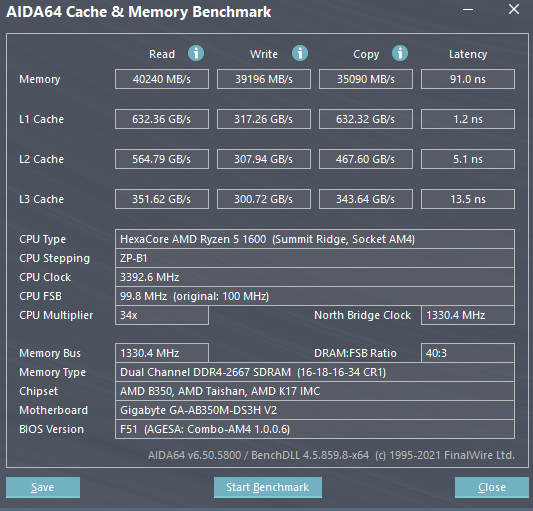 AIDA64 Cache & Memory Benchmark
Read Write Copy Latency
Memory 40240 MB/s 39196 MB/s 35090 MB/s 91.0 ns
L1 Cache 632.36 GB/s 317.26 GB/s 632.32 GB/s 1.2 ns
L2 Cache 564.79 GB/s 307.94 GB/s 467.60 GB/s 5.1 ns
L3 Cache 351.62 GB/s 300.72 GB/s 343.64 GB/s 13.5 ns
CPU Type HexaCore AMD Ryzen 5 1600 (Summit Ridge, Socket AM4)
CPU Stepping ZP-B1
CPU Clock 3392.6 MHz
CPU FSB 99.8 MHz (original: 100 MHz)
CPU Multiplier 34x North Bridge Clock 1330.4 MHz
Memory Bus 1330.4 MHz DRAM:FSB Ratio 40:3
Memory Type Dual Channel DDR4-2667 SDRAM (16-18-16-34 CR1)
Chipset AMD B350, AMD Taishan, AMD K17 IMC
Motherboard Gigabyte GA-AB350M-DS3H V2
BIOS Version F51 (AGESA: Combo-AM4 1.0.0.6)
AIDA64 v6.50.5800 / BenchDLL 4.5.859.8-x64 (c) 1995-2021 FinalWire Ltd.
Save Start Benchmark Close